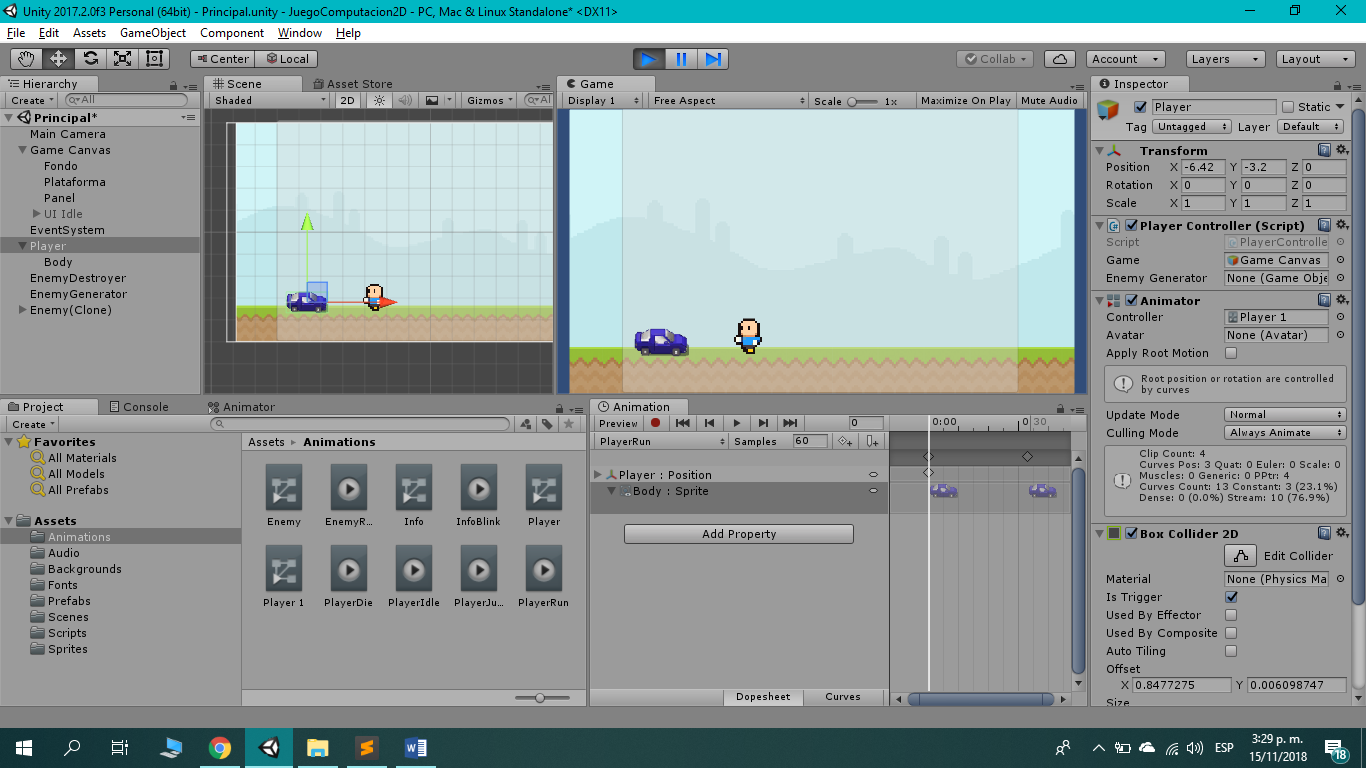 Unity 2017.2.0f3 Personal (64bit) - Principal.unity - JuegoComputacion2D - PC, Mac & Linux Standalone* <DX11>
File Edit Assets GameObject Component Window Help
Center Local Collab Account Layers Layout
Hierarchy
Create All
Principal*
Main Camera
Game Canvas
Fondo
Plataforma
Panel
UI Idle
EventSystem
Player
Body
EnemyDestroyer
EnemyGenerator
Enemy(Clone)
Scene Asset Store
Shaded 2D Gizmos All
Game
Display 1 Free Aspect Scale 1x Maximize On Play Mute Audio
Inspector
Player Static
Tag Untagged Layer Default
Transform
Position X -6.42 Y -3.2 Z 0
Rotation X 0 Y 0 Z 0
Scale X 1 Y 1 Z 1
Player Controller (Script)
Script PlayerControlle
Game Game Canvas
Enemy Generator None (Game Obje
Animator
Controller Player 1
Avatar None (Avatar)
Apply Root Motion
Root position or rotation are controlled
by curves
Update Mode Normal
Culling Mode Always Animate
Clip Count: 4
Curves Pos: 3 Quat: 0 Euler: 0 Scale: 0
Muscles: 0 Generic: 0 PPtr: 4
Curves Count: 13 Constant: 3 (23.1%)
Dense: 0 (0.0%) Stream: 10 (76.9%)
Box Collider 2D
Edit Collider
Material None (Physics Ma
Is Trigger
Used By Effector
Used By Composite
Auto Tiling
Offset
X 0.8477275 Y 0.006098747
Size
Project Console Animator
Create
Favorites
All Materials
All Models
All Prefabs
Assets
Animations
Audio
Backgrounds
Fonts
Prefabs
Scenes
Scripts
Sprites
Assets Animations
Enemy EnemyR... Info InfoBlink Player
Player 1 PlayerDie PlayerIdle PlayerJu... PlayerRun
Animation
Preview 0 0:00 0 30
PlayerRun Samples 60
Player : Position
Body : Sprite
Add Property
Dopesheet Curves
ESP
3:29 p. m.
15/11/2018
18